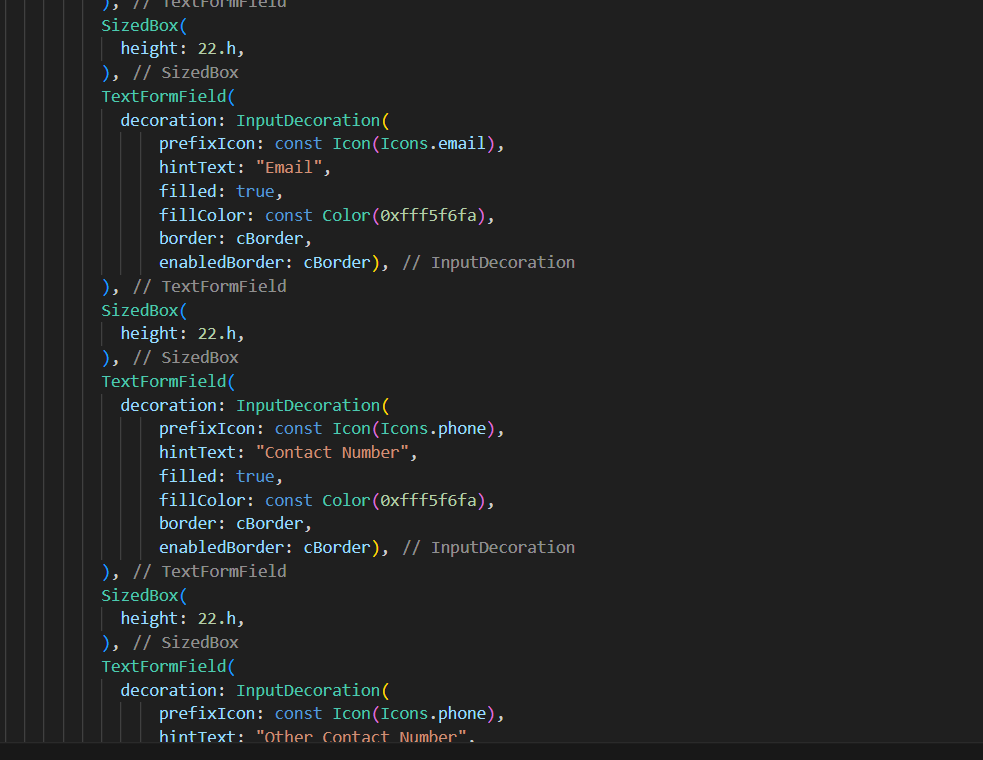 ), // TextFormField
SizedBox(
height: 22.h,
), // SizedBox
TextFormField(
decoration: InputDecoration(
prefixIcon: const Icon(Icons.email),
hintText: "Email",
filled: true,
fillColor: const Color(0xfff5f6fa),
border: cBorder,
enabledBorder: cBorder), // InputDecoration
), // TextFormField
SizedBox(
height: 22.h,
), // SizedBox
TextFormField(
decoration: InputDecoration(
prefixIcon: const Icon(Icons.phone),
hintText: "Contact Number",
filled: true,
fillColor: const Color(0xfff5f6fa),
border: cBorder,
enabledBorder: cBorder), // InputDecoration
), // TextFormField
SizedBox(
height: 22.h,
), // SizedBox
TextFormField(
decoration: InputDecoration(
prefixIcon: const Icon(Icons.phone),
hintText: "Other Contact Number",